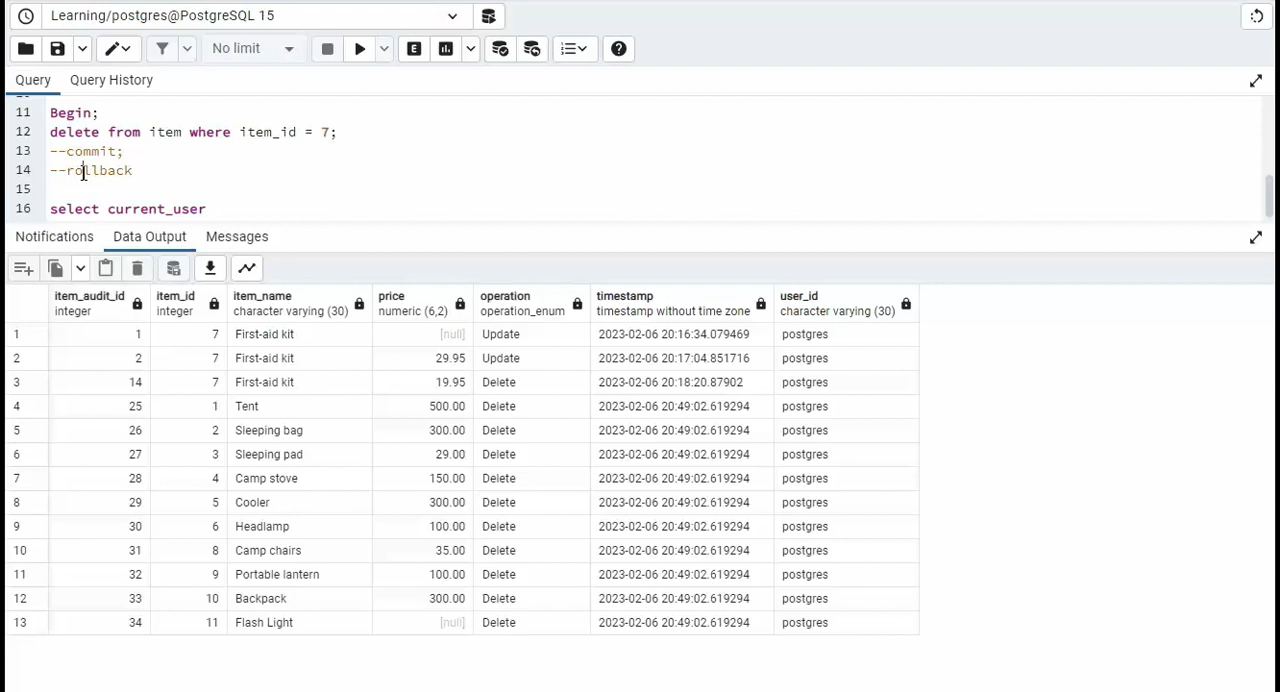 Learning/postgres@PostgreSQL 15
No limit
E
Query Query History
11 Begin;
12 delete from item where item_id = 7;
13 --commit;
14 --rollback
15
16 select current_user
Notifications Data Output Messages
item_audit_id item_id item_name price operation timestamp user_id
integer integer character varying (30) numeric (6,2) operation_enum timestamp without time zone character varying (30)
1 1 7 First-aid kit [null] Update 2023-02-06 20:16:34.079469 postgres
2 2 7 First-aid kit 29.95 Update 2023-02-06 20:17:04.851716 postgres
3 14 7 First-aid kit 19.95 Delete 2023-02-06 20:18:20.87902 postgres
4 25 1 Tent 500.00 Delete 2023-02-06 20:49:02.619294 postgres
5 26 2 Sleeping bag 300.00 Delete 2023-02-06 20:49:02.619294 postgres
6 27 3 Sleeping pad 29.00 Delete 2023-02-06 20:49:02.619294 postgres
7 28 4 Camp stove 150.00 Delete 2023-02-06 20:49:02.619294 postgres
8 29 5 Cooler 300.00 Delete 2023-02-06 20:49:02.619294 postgres
9 30 6 Headlamp 100.00 Delete 2023-02-06 20:49:02.619294 postgres
10 31 8 Camp chairs 35.00 Delete 2023-02-06 20:49:02.619294 postgres
11 32 9 Portable lantern 100.00 Delete 2023-02-06 20:49:02.619294 postgres
12 33 10 Backpack 300.00 Delete 2023-02-06 20:49:02.619294 postgres
13 34 11 Flash Light [null] Delete 2023-02-06 20:49:02.619294 postgres